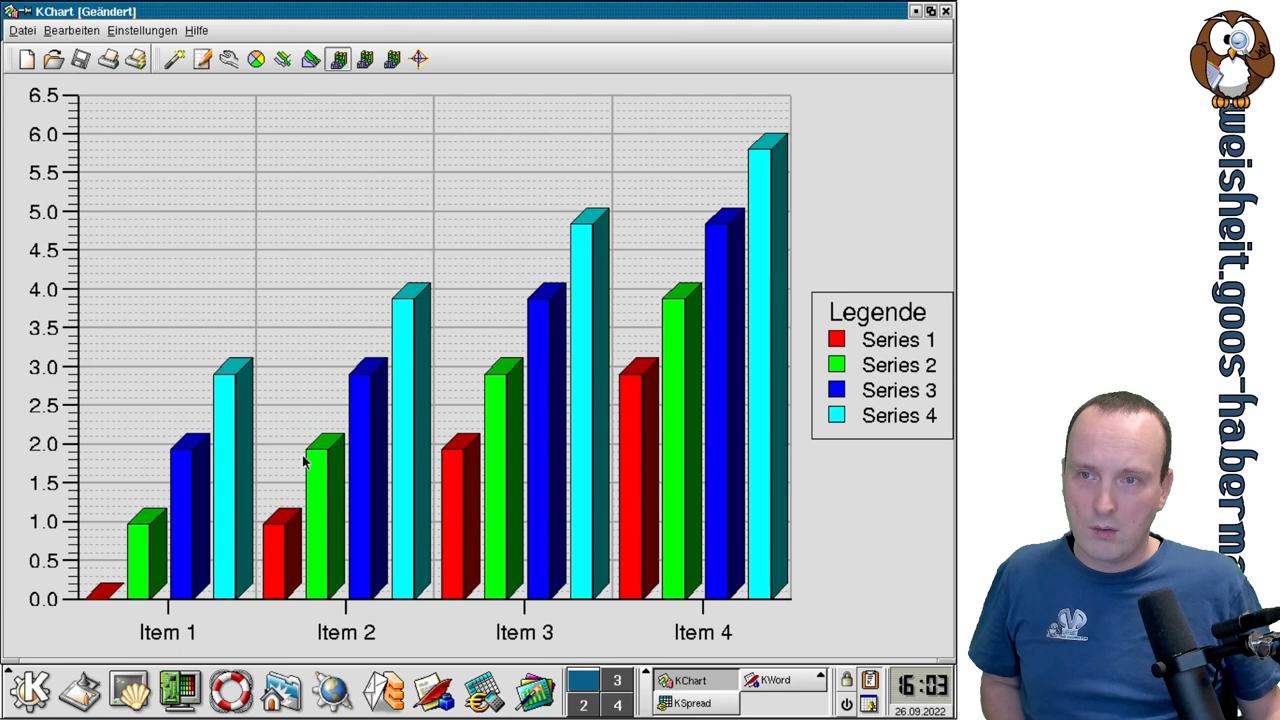 KChart [Geändert]
Datei Bearbeiten Einstellungen Hilfe
6.5
6.0
5.5
5.0
4.5
4.0
3.5
3.0
2.5
2.0
1.5
1.0
0.5
0.0
Item 1 Item 2 Item 3 Item 4
Legende
Series 1
Series 2
Series 3
Series 4
KChart
KWord
KSpread
3
2 4
16:03
26.09.2022
weisheit.goos-haberm